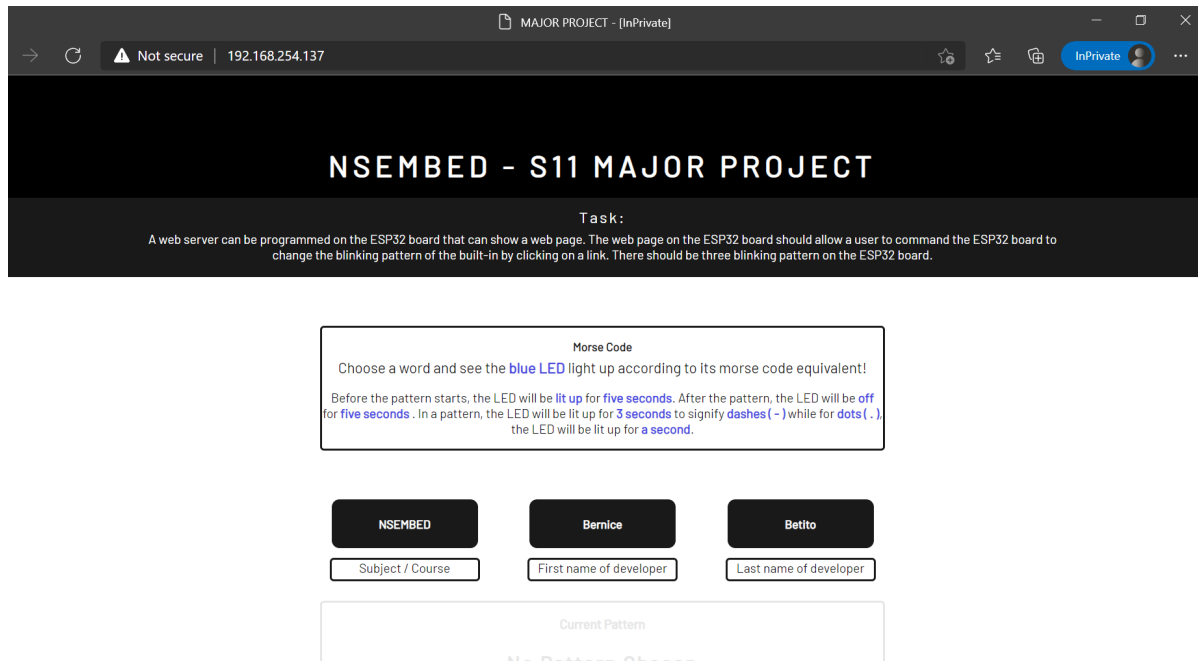 MAJOR PROJECT - [InPrivate]
Not secure | 192.168.254.137
InPrivate
NSEMBED - S11 MAJOR PROJECT
Task:
A web server can be programmed on the ESP32 board that can show a web page. The web page on the ESP32 board should allow a user to command the ESP32 board to
change the blinking pattern of the built-in by clicking on a link. There should be three blinking pattern on the ESP32 board.
Morse Code
Choose a word and see the blue LED light up according to its morse code equivalent!
Before the pattern starts, the LED will be lit up for five seconds. After the pattern, the LED will be off
for five seconds . In a pattern, the LED will be lit up for 3 seconds to signify dashes ( - ) while for dots ( . ),
the LED will be lit up for a second.
NSEMBED Bernice Betito
Subject / Course First name of developer Last name of developer
Current Pattern
No Pattern Chosen